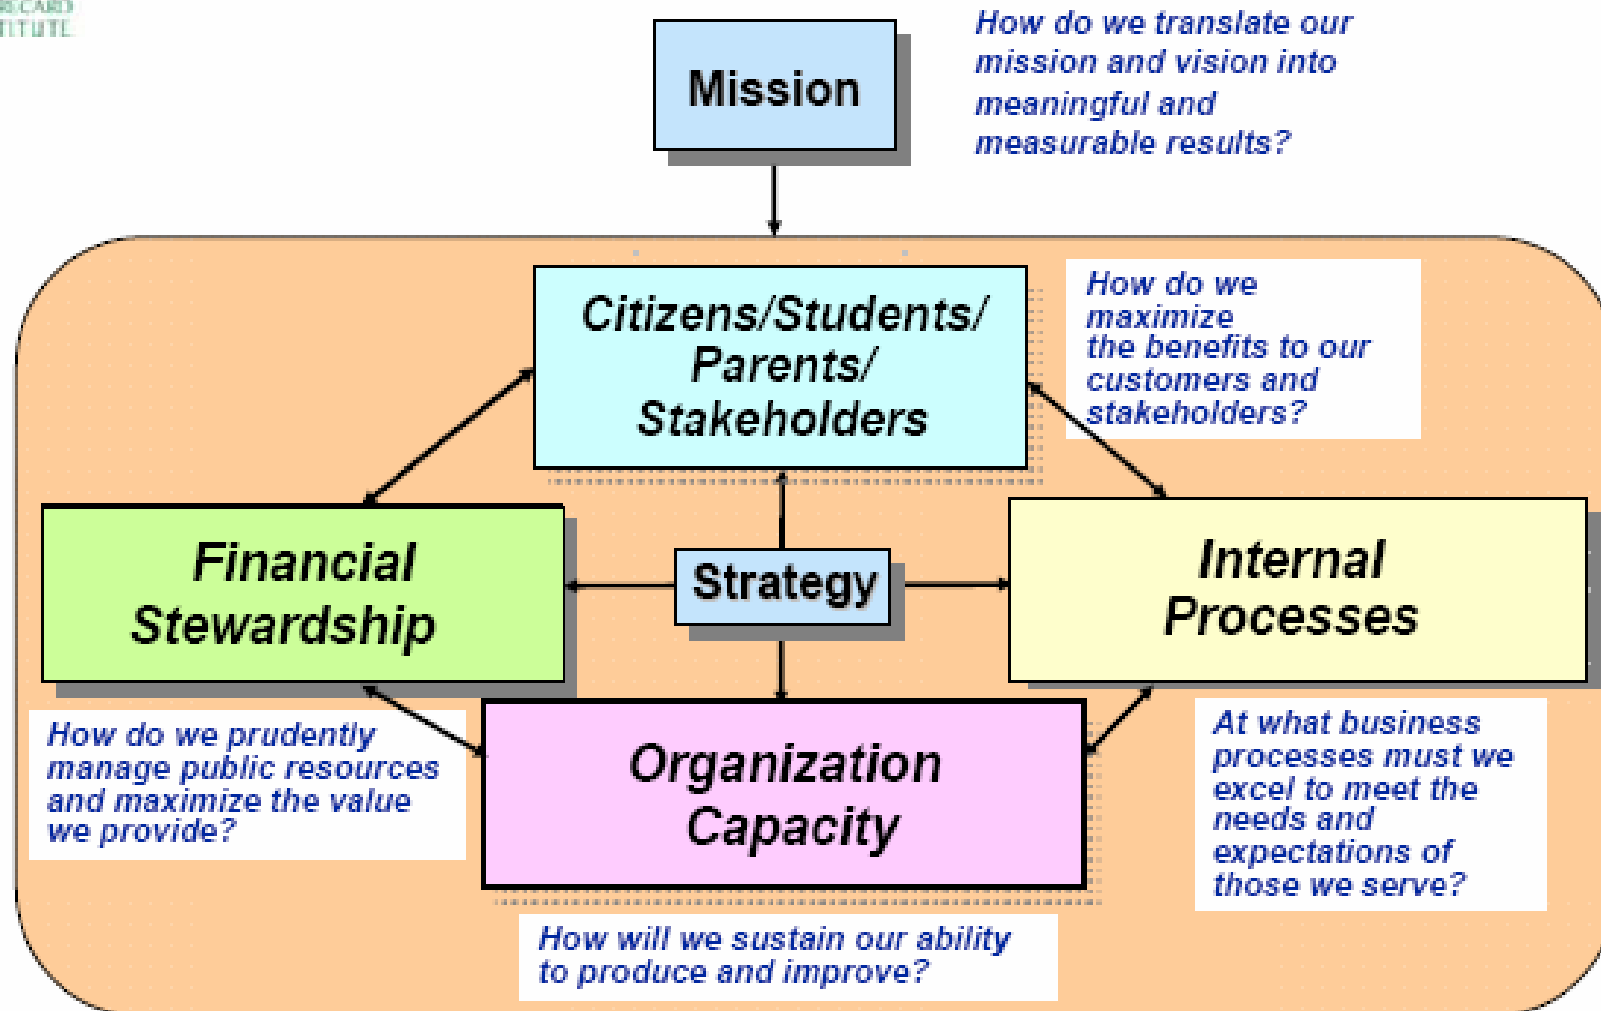 Mission
How do we translate our
mission and vision into
meaningful and
measurable results?
Citizens/Students/
Parents/
Stakeholders
How do we
maximize
the benefits to our
customers and
stakeholders?
Financial
Stewardship
Strategy
Internal
Processes
How do we prudently
manage public resources
and maximize the value
we provide?
Organization
Capacity
At what business
processes must we
excel to meet the
needs and
expectations of
those we serve?
How will we sustain our ability
to produce and improve?